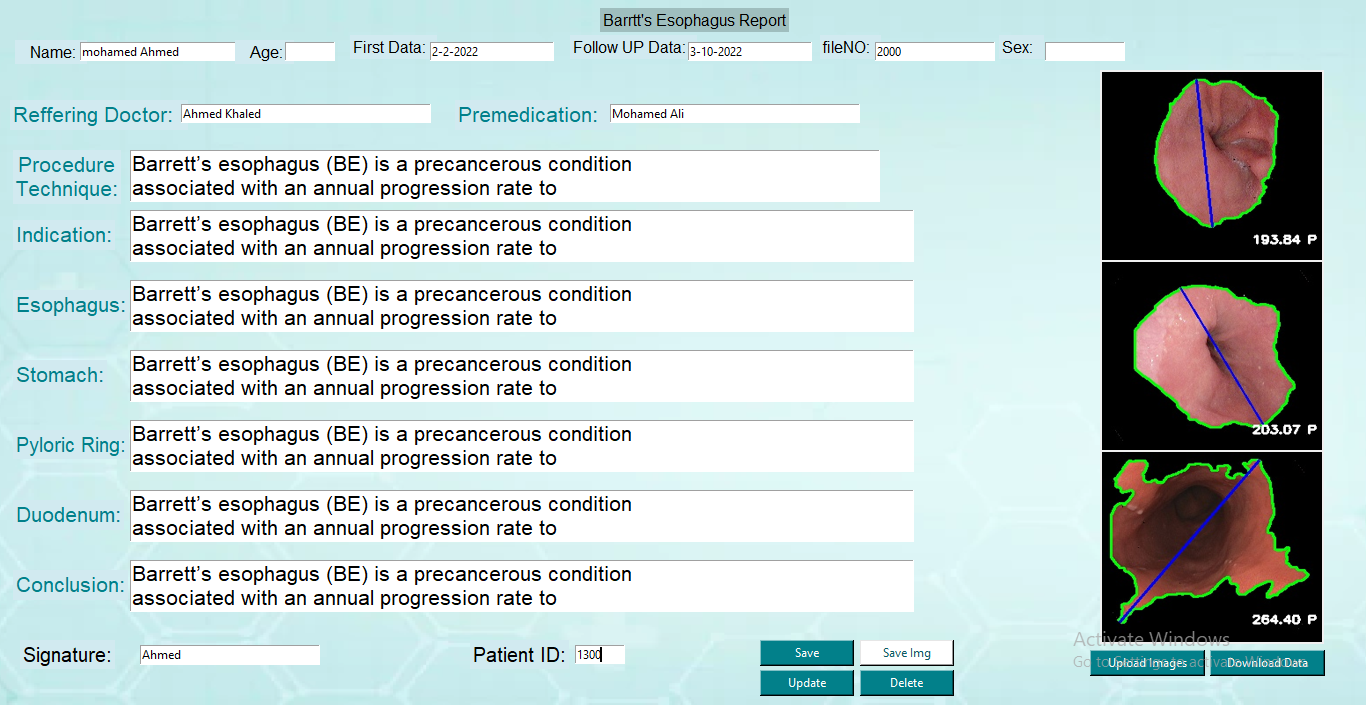 Barrtt's Esophagus Report
Name: mohamed Ahmed Age: First Data: 2-2-2022 Follow UP Data: 3-10-2022 fileNO: 2000 Sex:
Reffering Doctor: Ahmed Khaled Premedication: Mohamed Ali
Procedure
Technique:
Barrett’s esophagus (BE) is a precancerous condition
associated with an annual progression rate to
Indication:
Barrett’s esophagus (BE) is a precancerous condition
associated with an annual progression rate to
Esophagus:
Barrett’s esophagus (BE) is a precancerous condition
associated with an annual progression rate to
Stomach:
Barrett’s esophagus (BE) is a precancerous condition
associated with an annual progression rate to
Pyloric Ring:
Barrett’s esophagus (BE) is a precancerous condition
associated with an annual progression rate to
Duodenum:
Barrett’s esophagus (BE) is a precancerous condition
associated with an annual progression rate to
Conclusion:
Barrett’s esophagus (BE) is a precancerous condition
associated with an annual progression rate to
Signature: Ahmed Patient ID: 1300
Save Save Img
Update Delete
193.84 P
203.07 P
264.40 P
Activate Windows
Go to Settings to activate Windows.
Upload Images Download Data